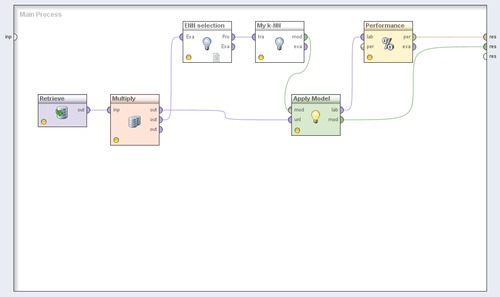 Main Process
inp
res
res
res
ENN selection
Exa
Pro
Exa
My k-NN
tra
mod
exa
Performance
lab
per
per
exa
Retrieve
out
Multiply
inp
out
out
out
Apply Model
mod
unl
lab
mod